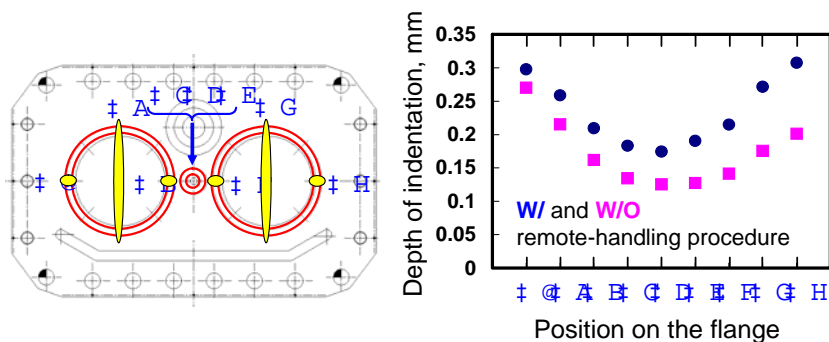 ‡ C ‡ D ‡ E
‡ A ‡ G
‡ ‡ ‡ ‡ H
Depth of indentation, mm
0.35
0.3
0.25
0.2
0.15
0.1
0.05
0
W/ and W/O
remote-handling procedure
‡ @ ‡ A ‡ B ‡ C ‡ D ‡ E ‡ F ‡ G ‡ H
Position on the flange